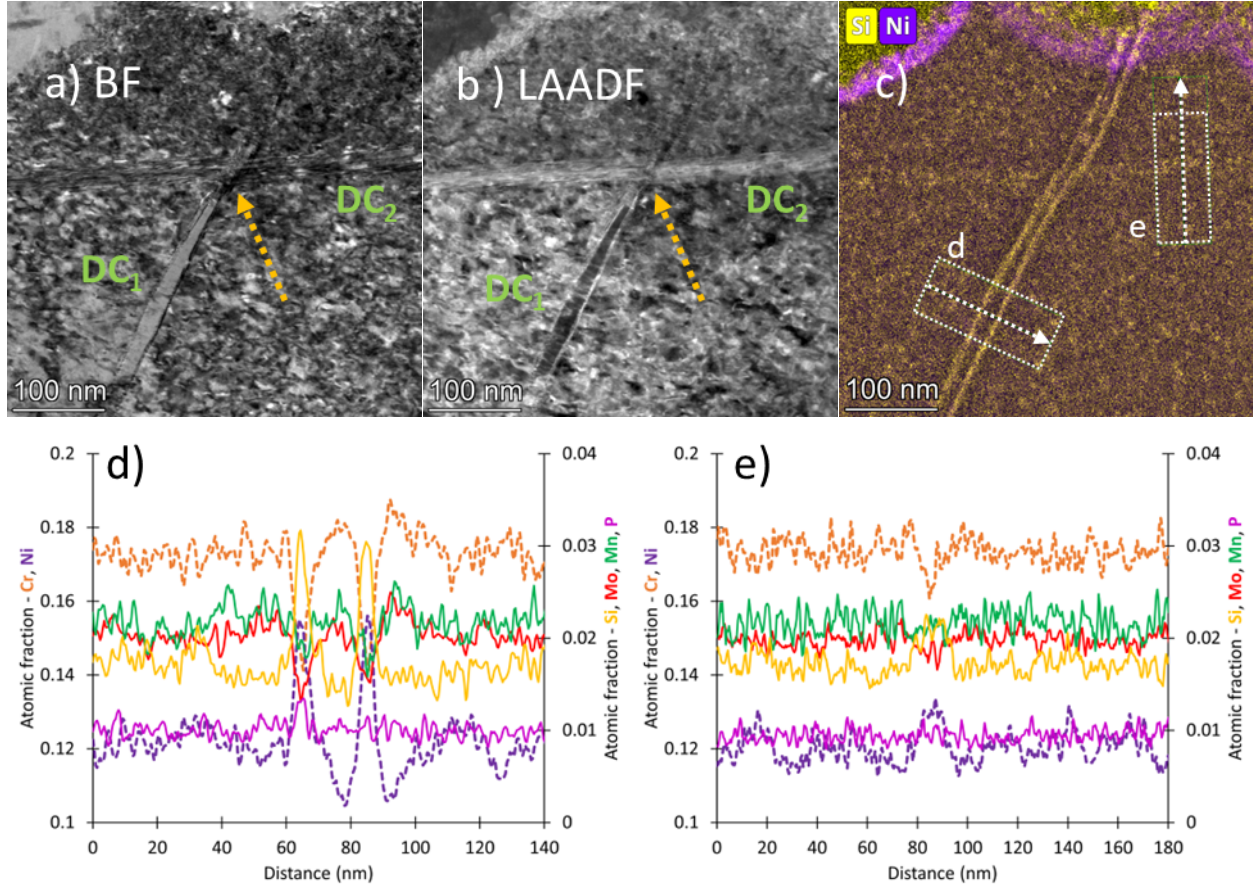 a) BF
b ) LAADF
Si Ni
c)
DC1
DC2
DC1
DC2
d
e
100 nm
100 nm
100 nm
d)
e)
0.2
0.18
0.16
0.14
0.12
0.1
0.04
0.03
0.02
0.01
0
0 20 40 60 80 100 120 140
Distance (nm)
Atomic fraction - Cr, Ni
Atomic fraction - Si, Mo, Mn, P
0.2
0.18
0.16
0.14
0.12
0.1
0.04
0.03
0.02
0.01
0
0 20 40 60 80 100 120 140 160 180
Distance (nm)
Atomic fraction - Cr, Ni
Atomic fraction - Si, Mo, Mn, P